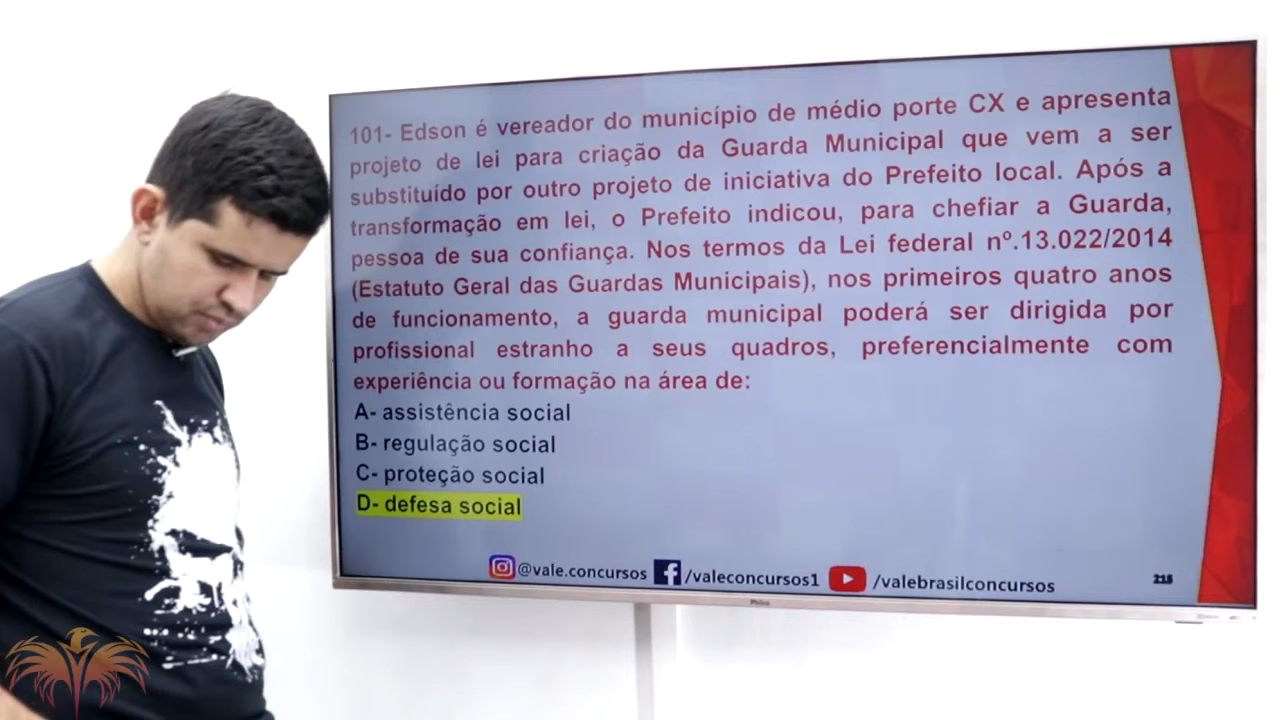 101- Edson é vereador do município de médio porte CX e apresenta
projeto de lei para criação da Guarda Municipal que vem a ser
substituído por outro projeto de iniciativa do Prefeito local. Após a
transformação em lei, o Prefeito indicou, para chefiar a Guarda,
pessoa de sua confiança. Nos termos da Lei federal nº.13.022/2014
(Estatuto Geral das Guardas Municipais), nos primeiros quatro anos
de funcionamento, a guarda municipal poderá ser dirigida por
profissional estranho a seus quadros, preferencialmente com
experiência ou formação na área de:
A- assistência social
B- regulação social
C- proteção social
D- defesa social
@vale.concursos /valeconcursos1 /valebrasilconcursos
215
Philco